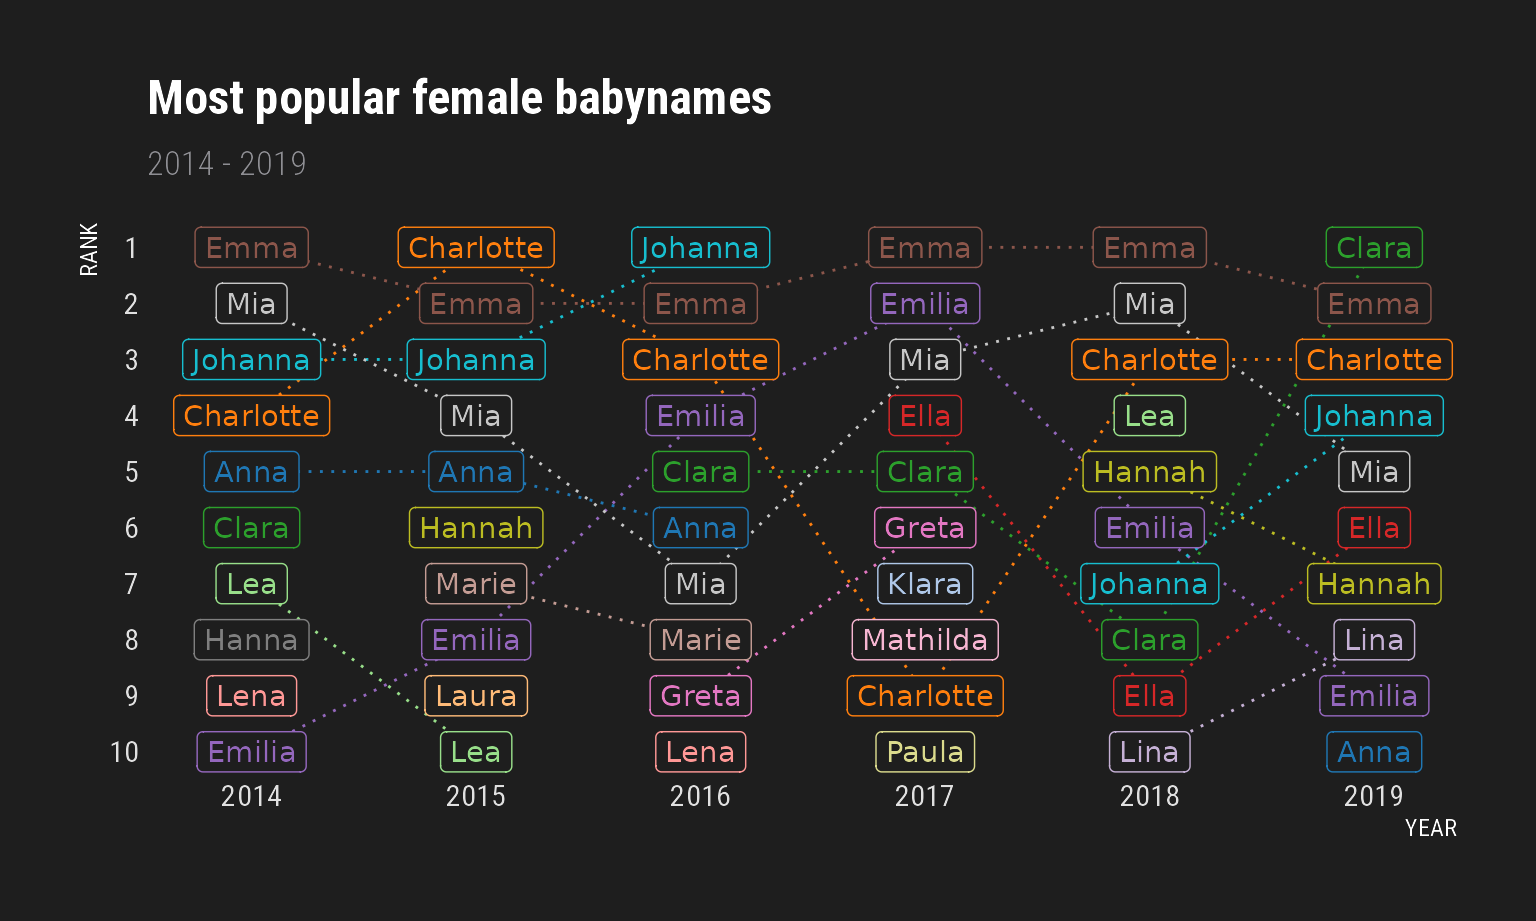 Most popular female babynames
2014 - 2019
RANK
1 Emma Charlotte Johanna Emma Emma Clara
2 Mia Emma Emma Emilia Mia Emma
3 Johanna Johanna Charlotte Mia Charlotte Charlotte
4 Charlotte Mia Emilia Ella Lea Johanna
5 Anna Anna Clara Clara Hannah Mia
6 Clara Hannah Anna Greta Emilia Ella
7 Lea Marie Mia Klara Johanna Hannah
8 Hanna Emilia Marie Mathilda Clara Lina
9 Lena Laura Greta Charlotte Ella Emilia
10 Emilia Lea Lena Paula Lina Anna
2014 2015 2016 2017 2018 2019
YEAR